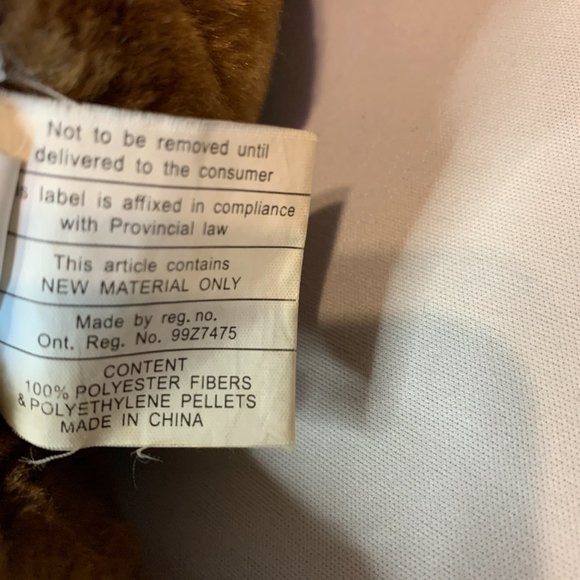 Not to be removed until
delivered to the consumer
label is affixed in compliance
with Provincial law
This article contains
NEW MATERIAL ONLY
Made by reg. no.
Ont. Reg. No. 99Z7475
CONTENT
100% POLYESTER FIBERS
& POLYETHYLENE PELLETS
MADE IN CHINA